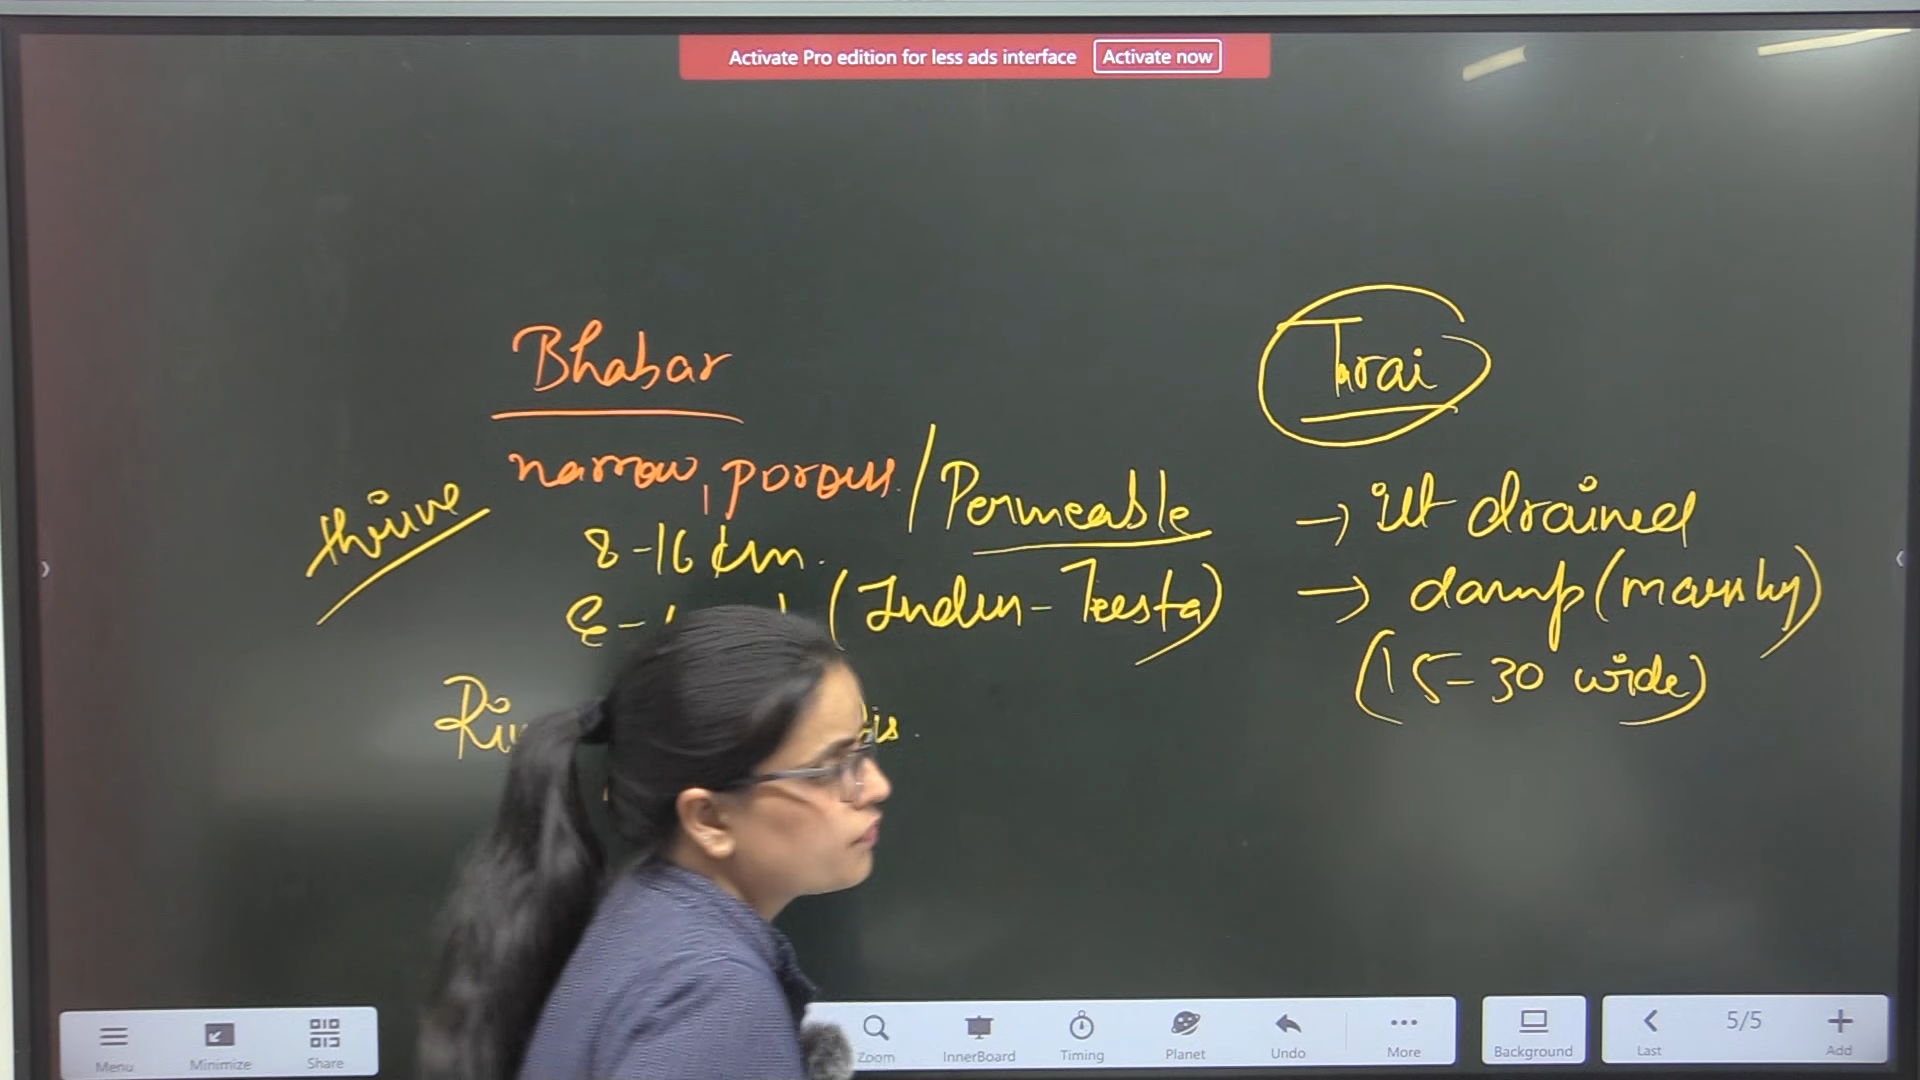 Activate Pro edition for less ads interface Activate now
Bhabar
narrow, porous / Permeable
thrive
8-16 km.
(Indus - Teesta)
Tarai
→ ill drained
→ damp (marshy)
(15-30 wide)
Menu
Minimize
Share
Zoom
InnerBoard
Timing
Planet
Undo
More
Background
Last
5/5
Add